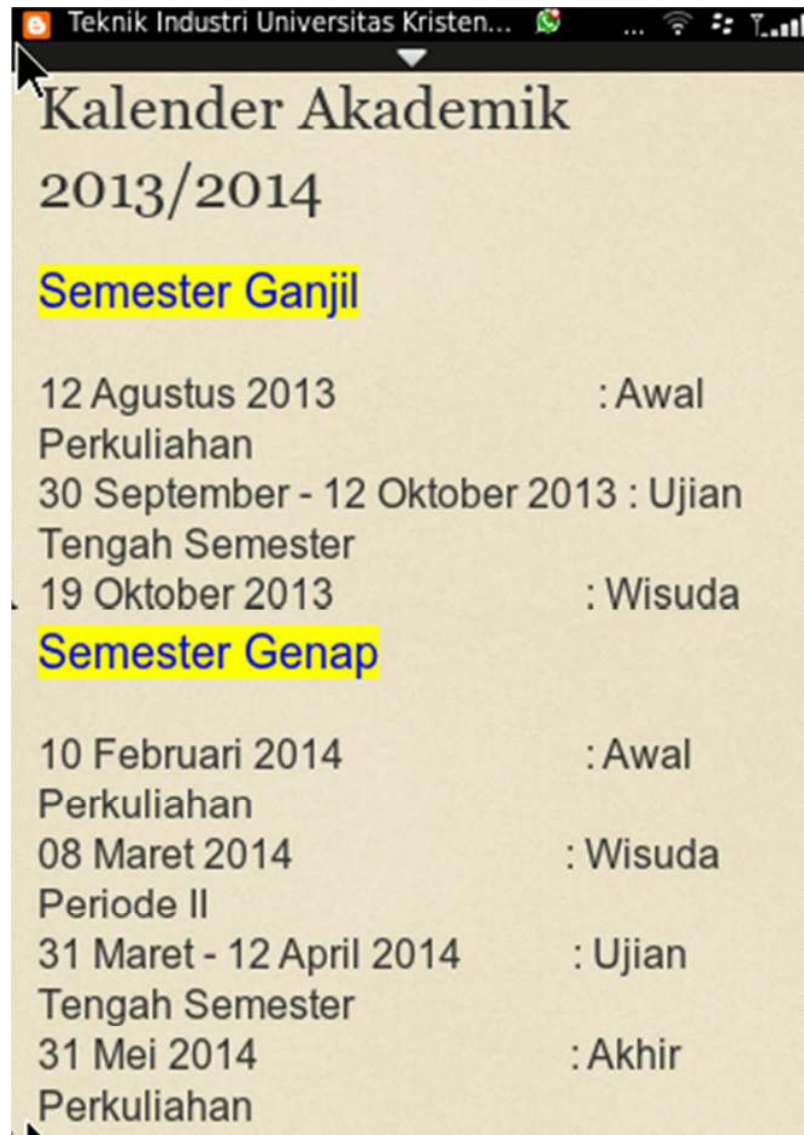 Teknik Industri Universitas Kristen... ...
Kalender Akademik
2013/2014
Semester Ganjil
12 Agustus 2013 : Awal
Perkuliahan
30 September - 12 Oktober 2013 : Ujian
Tengah Semester
19 Oktober 2013 : Wisuda
Semester Genap
10 Februari 2014 : Awal
Perkuliahan
08 Maret 2014 : Wisuda
Periode II
31 Maret - 12 April 2014 : Ujian
Tengah Semester
31 Mei 2014 : Akhir
Perkuliahan